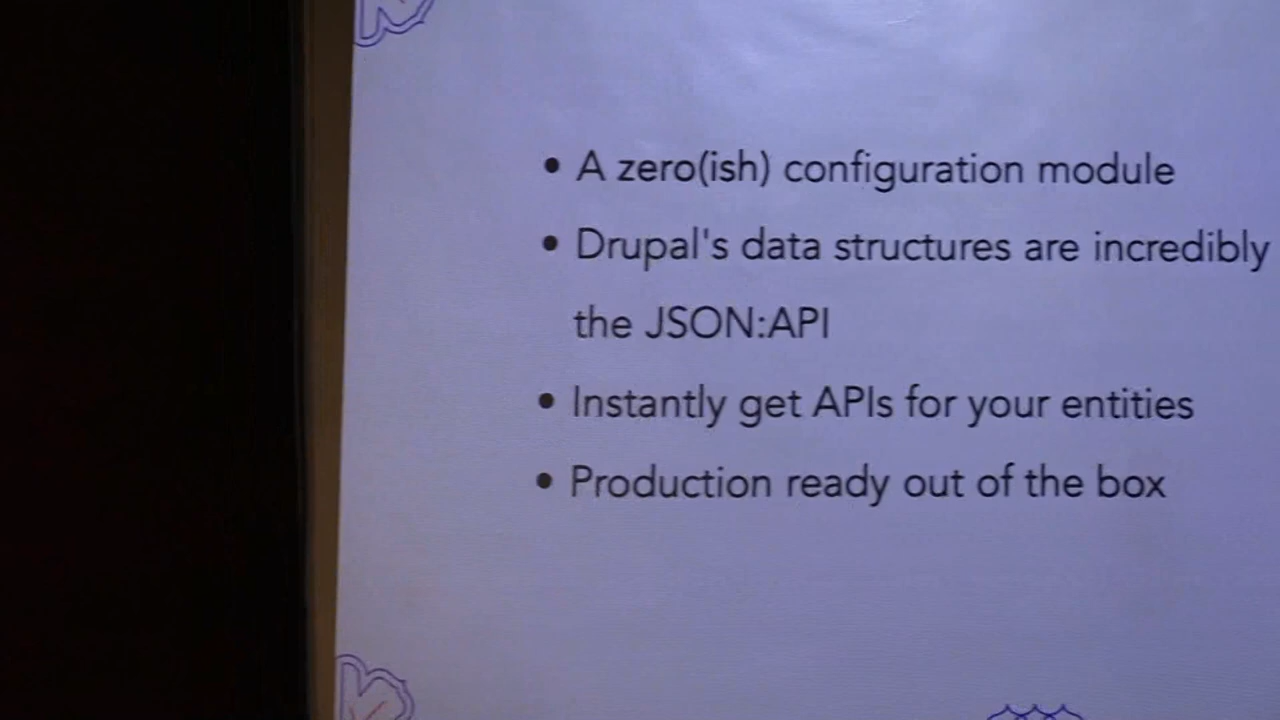 • A zero(ish) configuration module
• Drupal's data structures are incredibly
the JSON:API
• Instantly get APIs for your entities
• Production ready out of the box